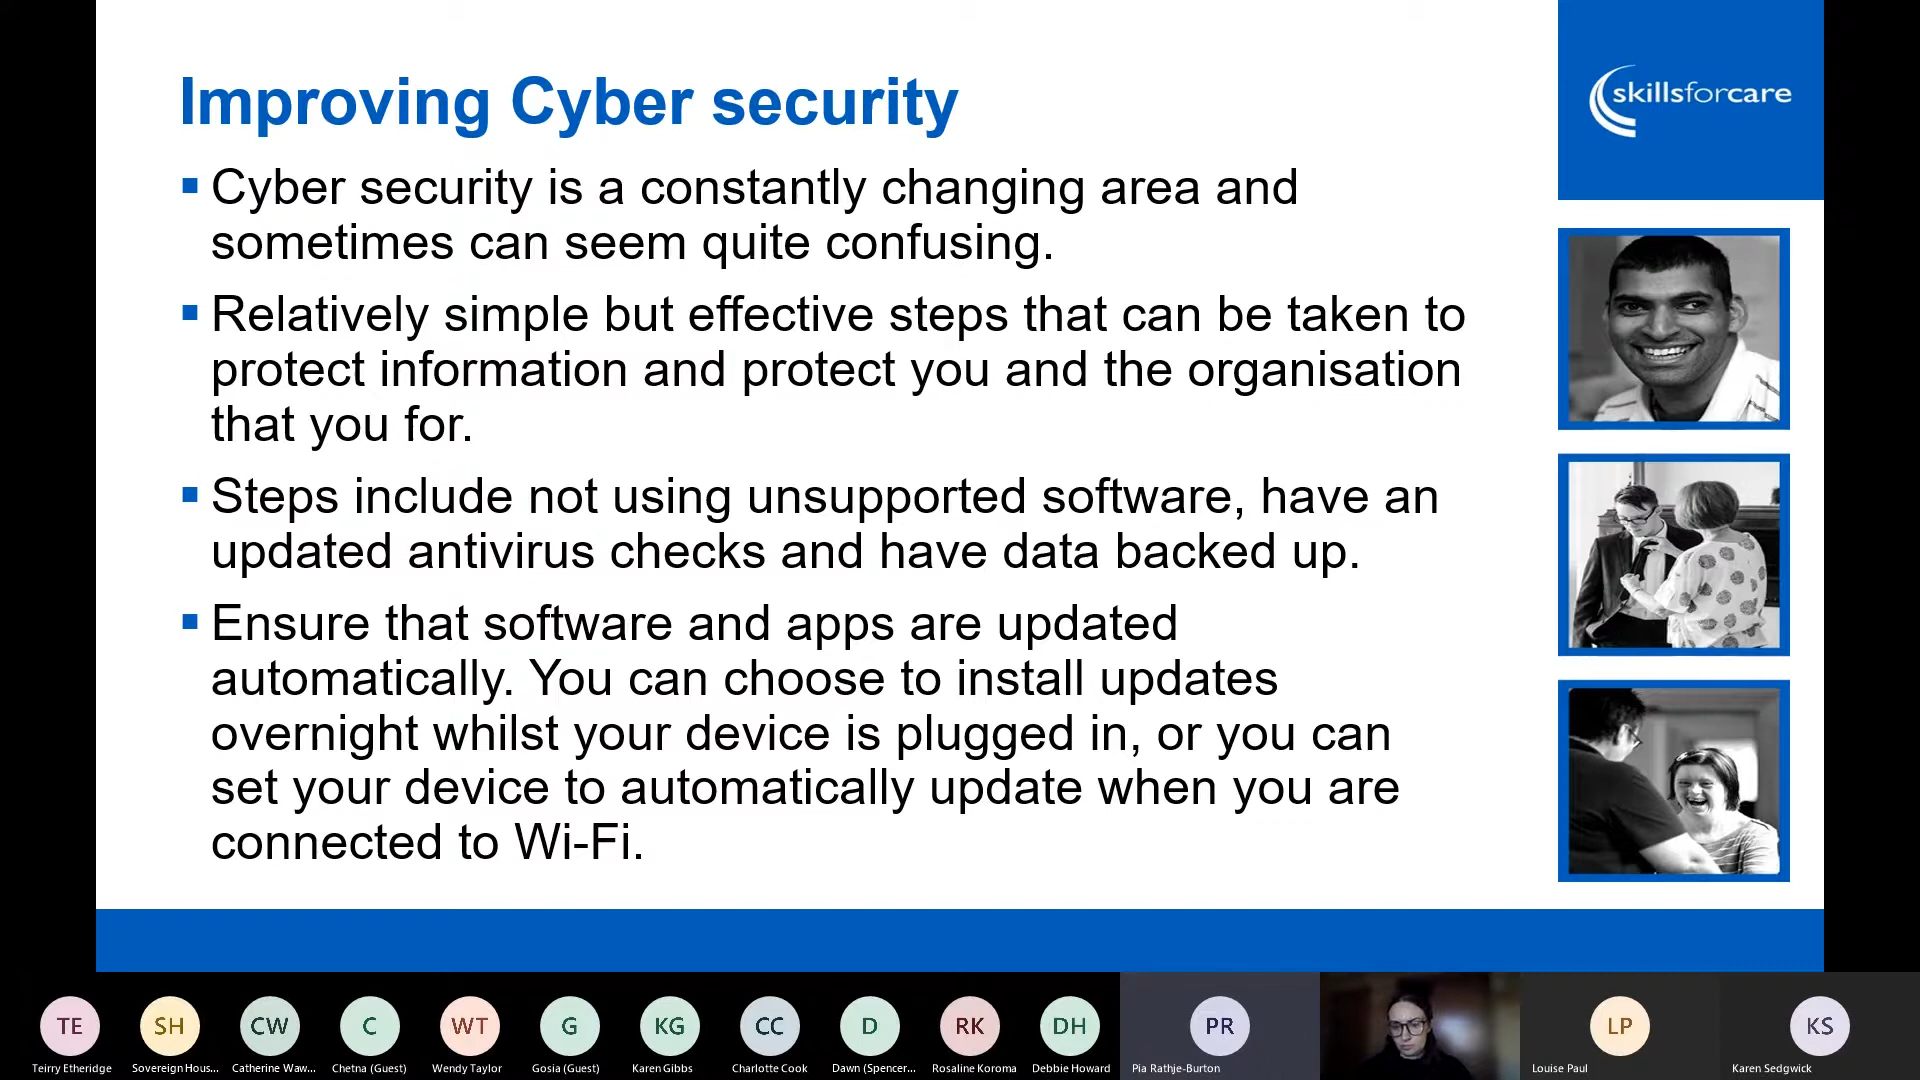 Improving Cyber security
skillsforcare
▪ Cyber security is a constantly changing area and
sometimes can seem quite confusing.
▪ Relatively simple but effective steps that can be taken to
protect information and protect you and the organisation
that you for.
▪ Steps include not using unsupported software, have an
updated antivirus checks and have data backed up.
▪ Ensure that software and apps are updated
automatically. You can choose to install updates
overnight whilst your device is plugged in, or you can
set your device to automatically update when you are
connected to Wi-Fi.
TE SH CW C WT G KG CC D RK DH PR LP KS
Teirry Etheridge Sovereign Hous... Catherine Waw... Chetna (Guest) Wendy Taylor Gosia (Guest) Karen Gibbs Charlotte Cook Dawn (Spencer... Rosaline Koroma Debbie Howard Pia Rathje-Burton Louise Paul Karen Sedgwick